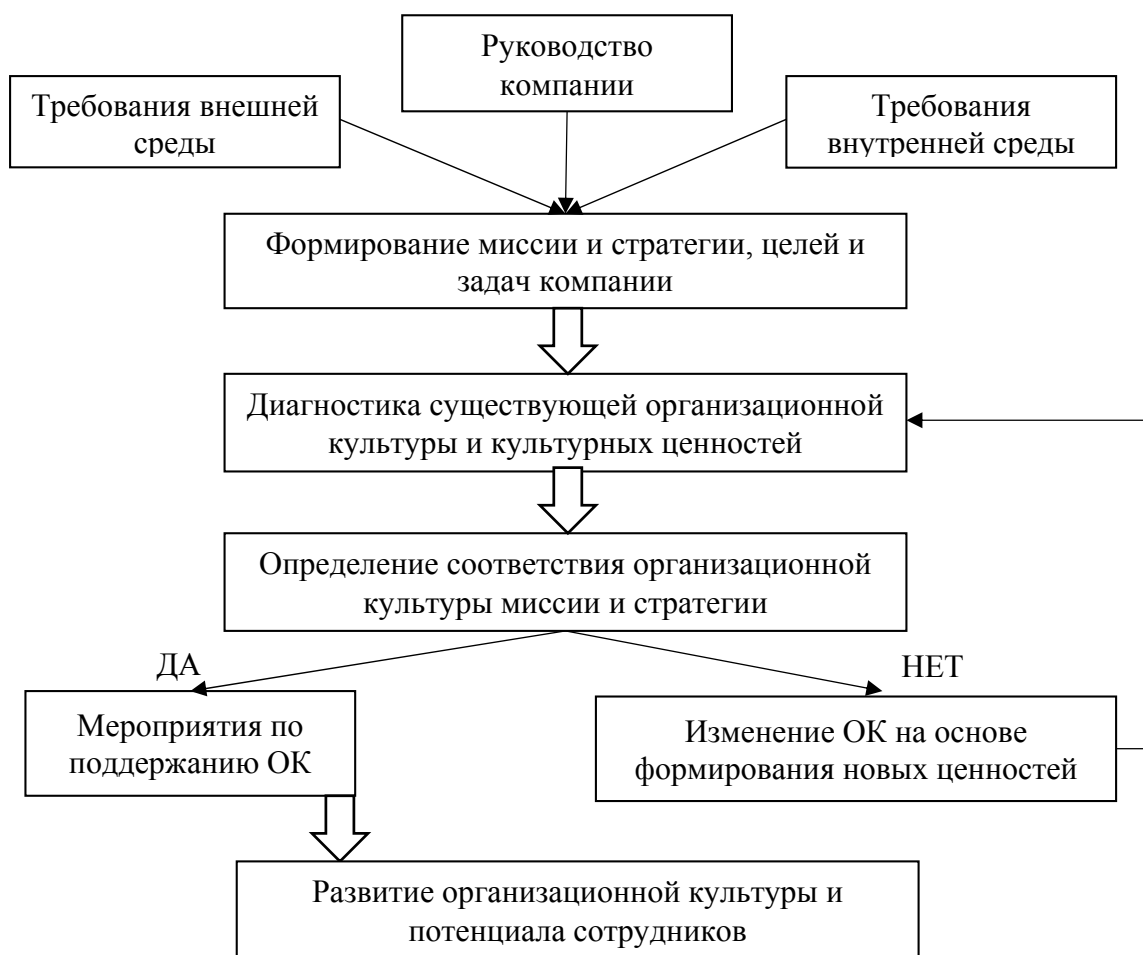 Руководство
компании
Требования внешней
среды
Требования
внутренней среды
Формирование миссии и стратегии, целей и
задач компании
Диагностика существующей организационной
культуры и культурных ценностей
Определение соответствия организационной
культуры миссии и стратегии
ДА
НЕТ
Мероприятия по
поддержанию ОК
Изменение ОК на основе
формирования новых ценностей
Развитие организационной культуры и
потенциала сотрудников